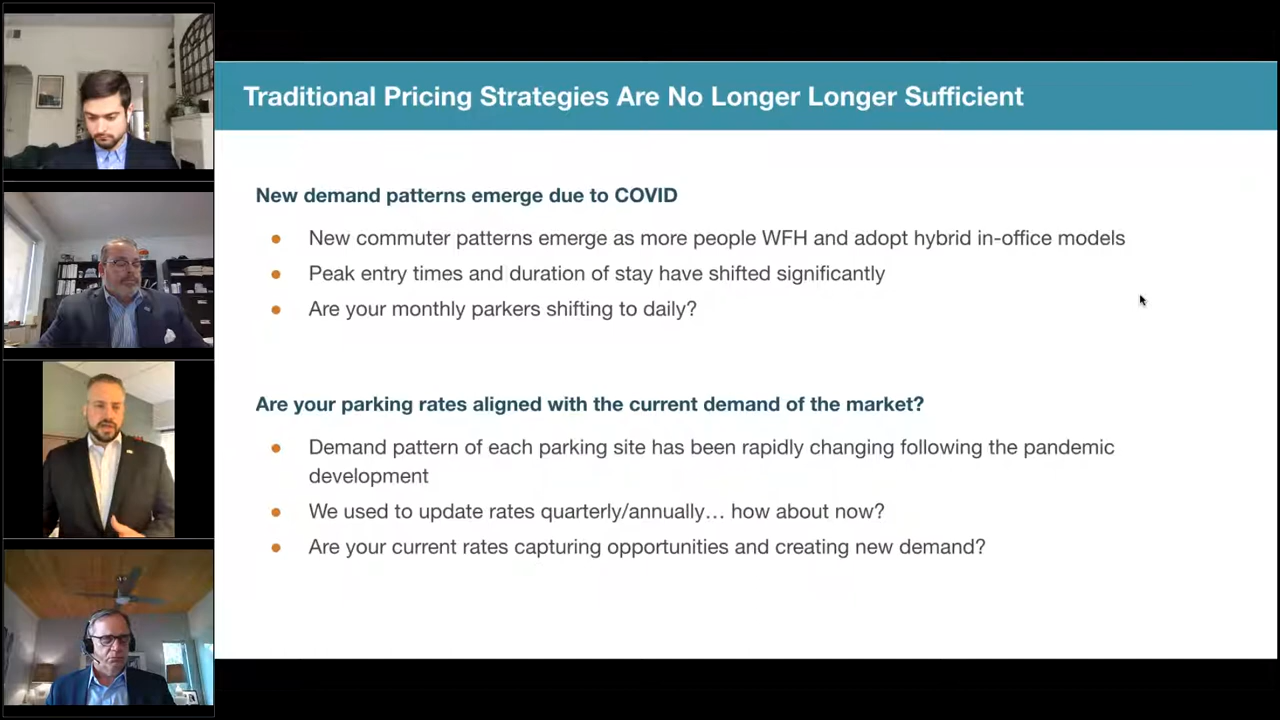 Traditional Pricing Strategies Are No Longer Longer Sufficient
New demand patterns emerge due to COVID
● New commuter patterns emerge as more people WFH and adopt hybrid in-office models
● Peak entry times and duration of stay have shifted significantly
● Are your monthly parkers shifting to daily?
Are your parking rates aligned with the current demand of the market?
● Demand pattern of each parking site has been rapidly changing following the pandemic
development
● We used to update rates quarterly/annually… how about now?
● Are your current rates capturing opportunities and creating new demand?